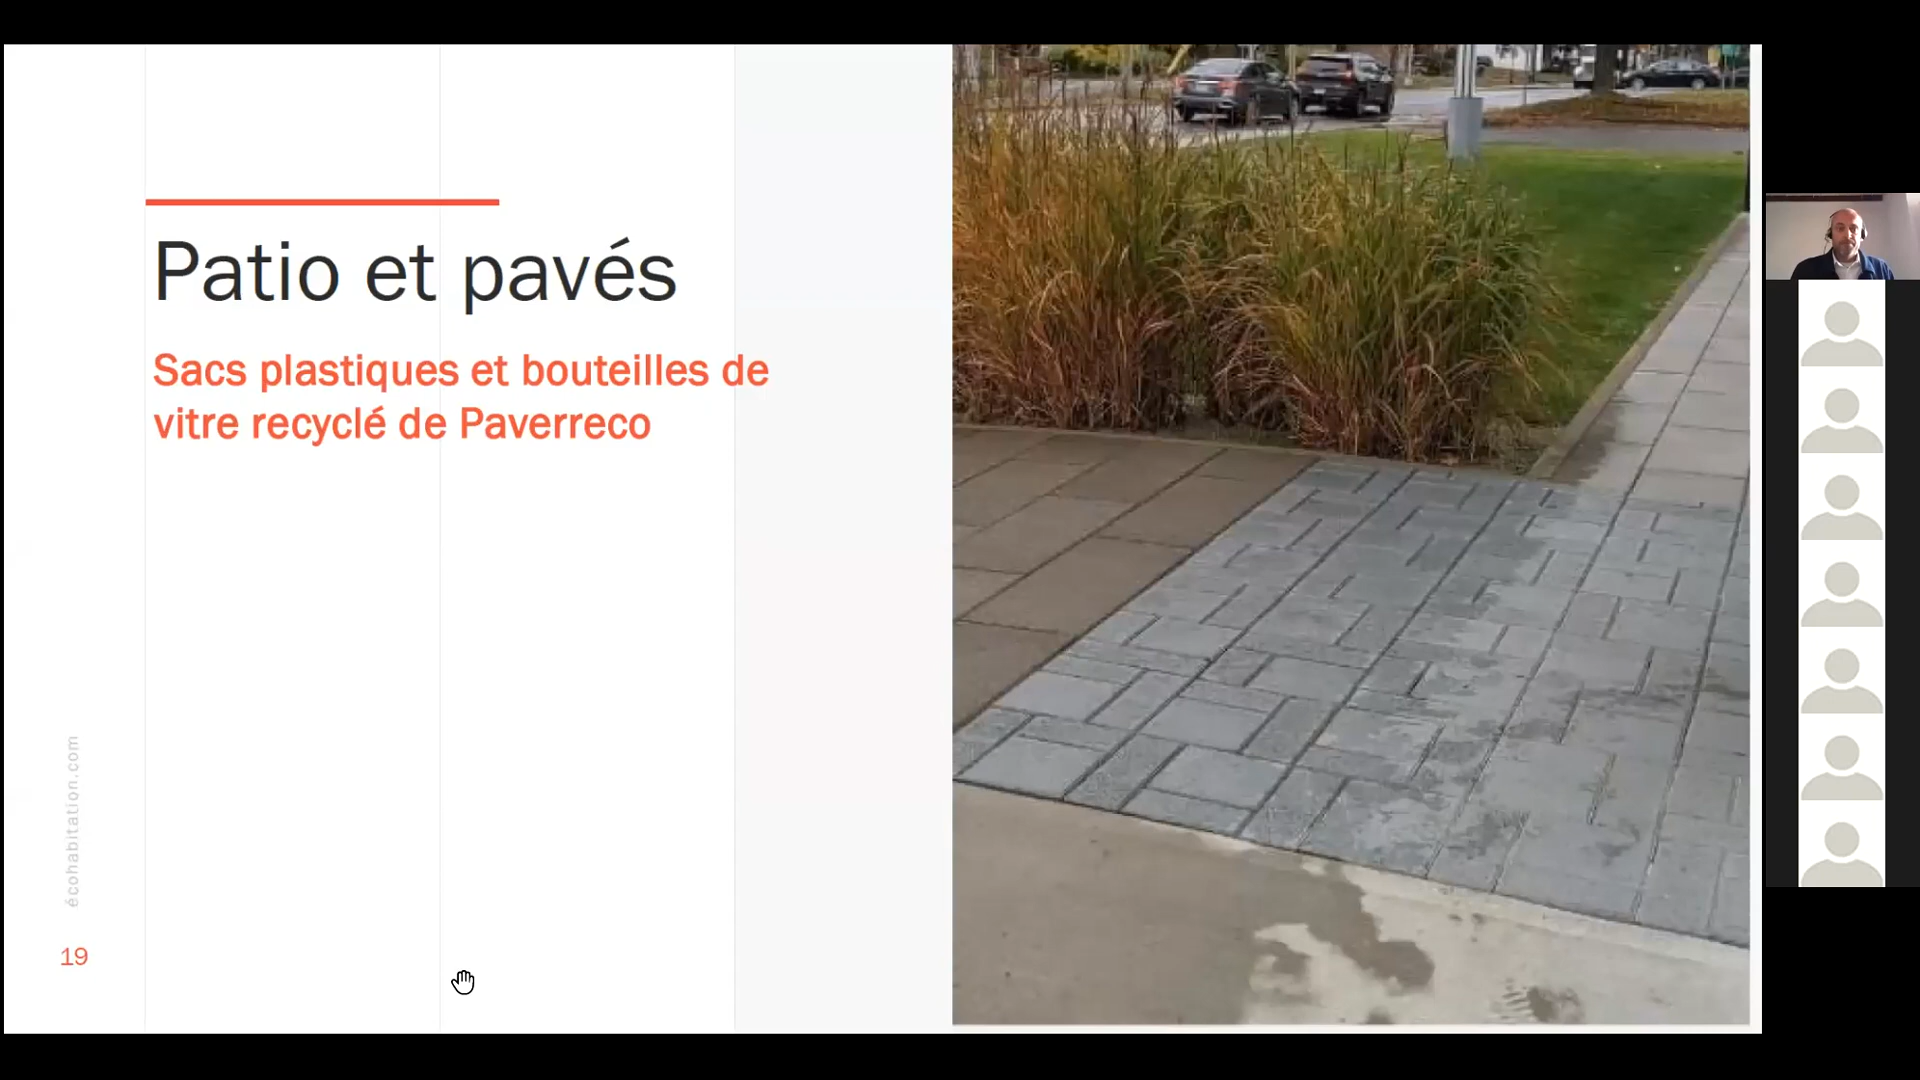 Patio et pavés
Sacs plastiques et bouteilles de
vitre recyclé de Paverreco
écohabitation.com
19